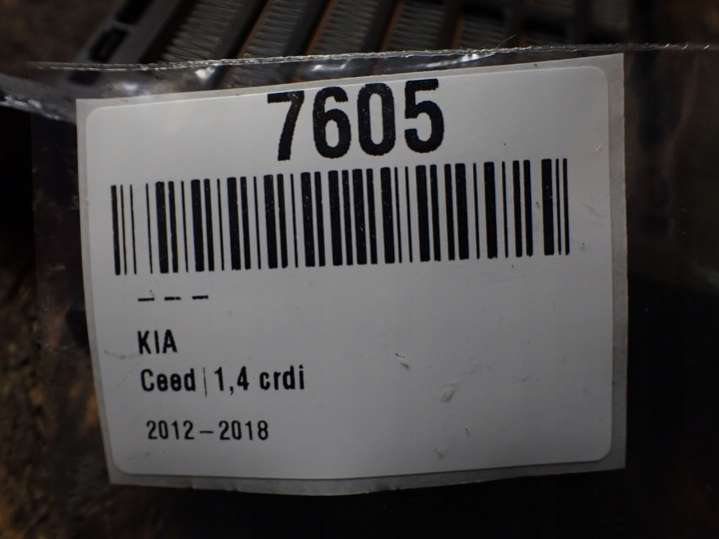 7605
– – –
KIA
Ceed | 1,4 crdi
2012 – 2018